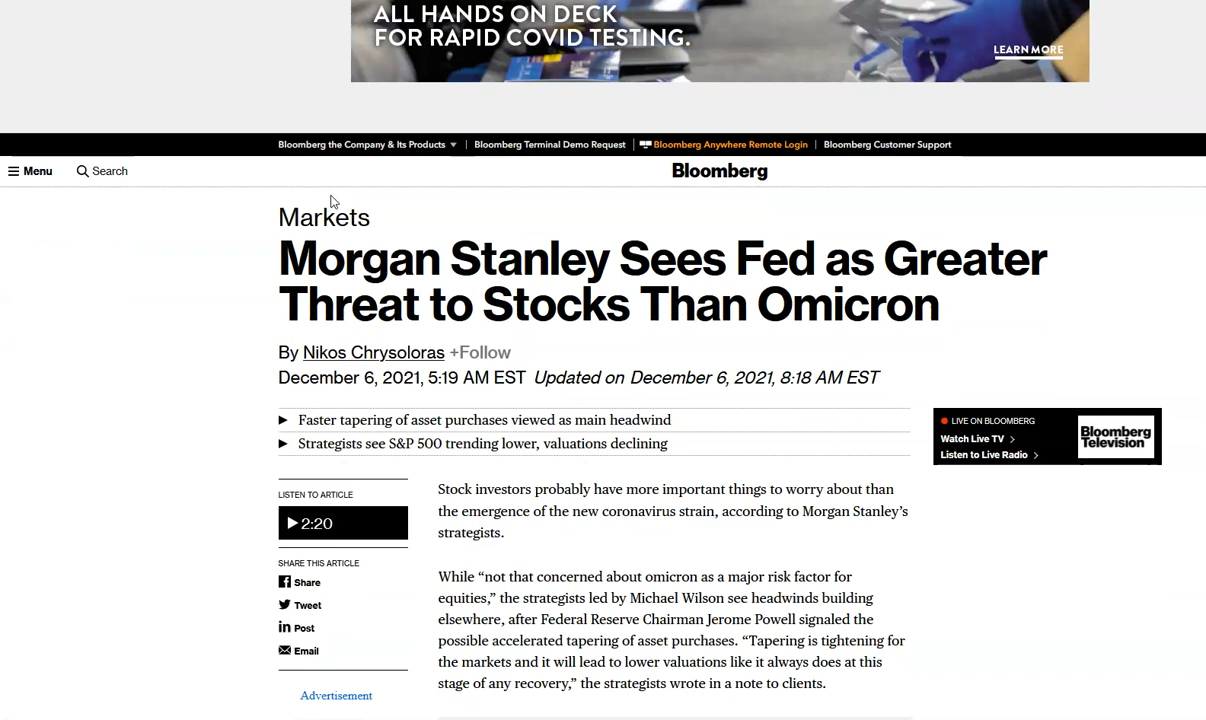 ALL HANDS ON DECK
FOR RAPID COVID TESTING.
LEARN MORE
Bloomberg the Company & Its Products
Bloomberg Terminal Demo Request
Bloomberg Anywhere Remote Login
Bloomberg Customer Support
Menu
Search
Bloomberg
Markets
Morgan Stanley Sees Fed as Greater
Threat to Stocks Than Omicron
By Nikos Chrysoloras +Follow
December 6, 2021, 5:19 AM EST Updated on December 6, 2021, 8:18 AM EST
Faster tapering of asset purchases viewed as main headwind
Strategists see S&P 500 trending lower, valuations declining
LIVE ON BLOOMBERG
Watch Live TV
Listen to Live Radio
Bloomberg
Television
LISTEN TO ARTICLE
2:20
SHARE THIS ARTICLE
Share
Tweet
Post
Email
Advertisement
Stock investors probably have more important things to worry about than
the emergence of the new coronavirus strain, according to Morgan Stanley’s
strategists.
While “not that concerned about omicron as a major risk factor for
equities,” the strategists led by Michael Wilson see headwinds building
elsewhere, after Federal Reserve Chairman Jerome Powell signaled the
possible accelerated tapering of asset purchases. “Tapering is tightening for
the markets and it will lead to lower valuations like it always does at this
stage of any recovery,” the strategists wrote in a note to clients.